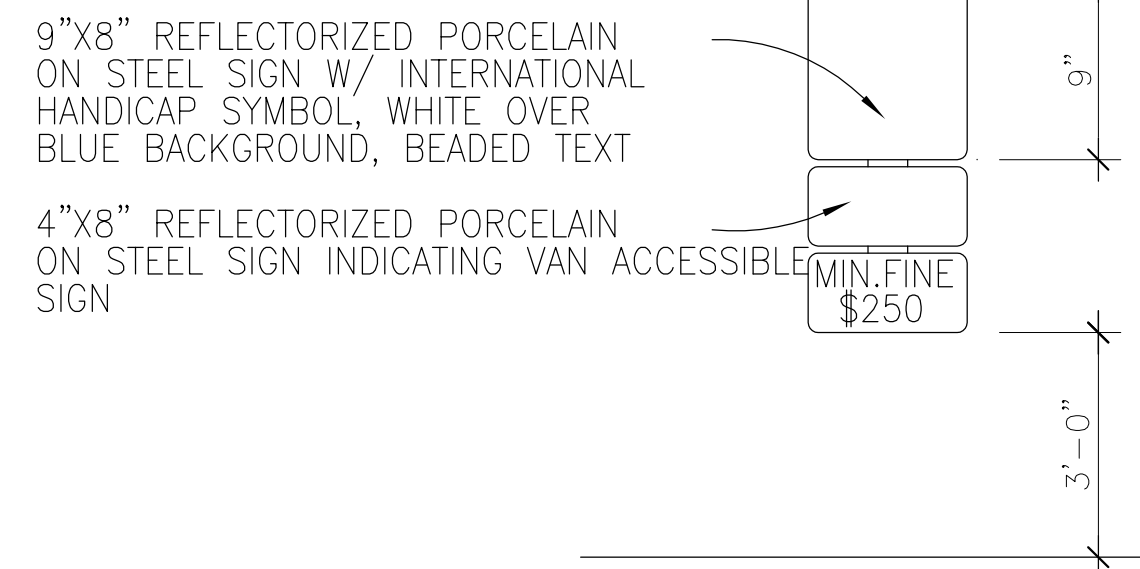 9”X8” REFLECTORIZED PORCELAIN
ON STEEL SIGN W/ INTERNATIONAL
HANDICAP SYMBOL, WHITE OVER
BLUE BACKGROUND, BEADED TEXT
9”
4”X8” REFLECTORIZED PORCELAIN
ON STEEL SIGN INDICATING VAN ACCESSIBLE
SIGN
MIN.FINE
$250
3’-0”